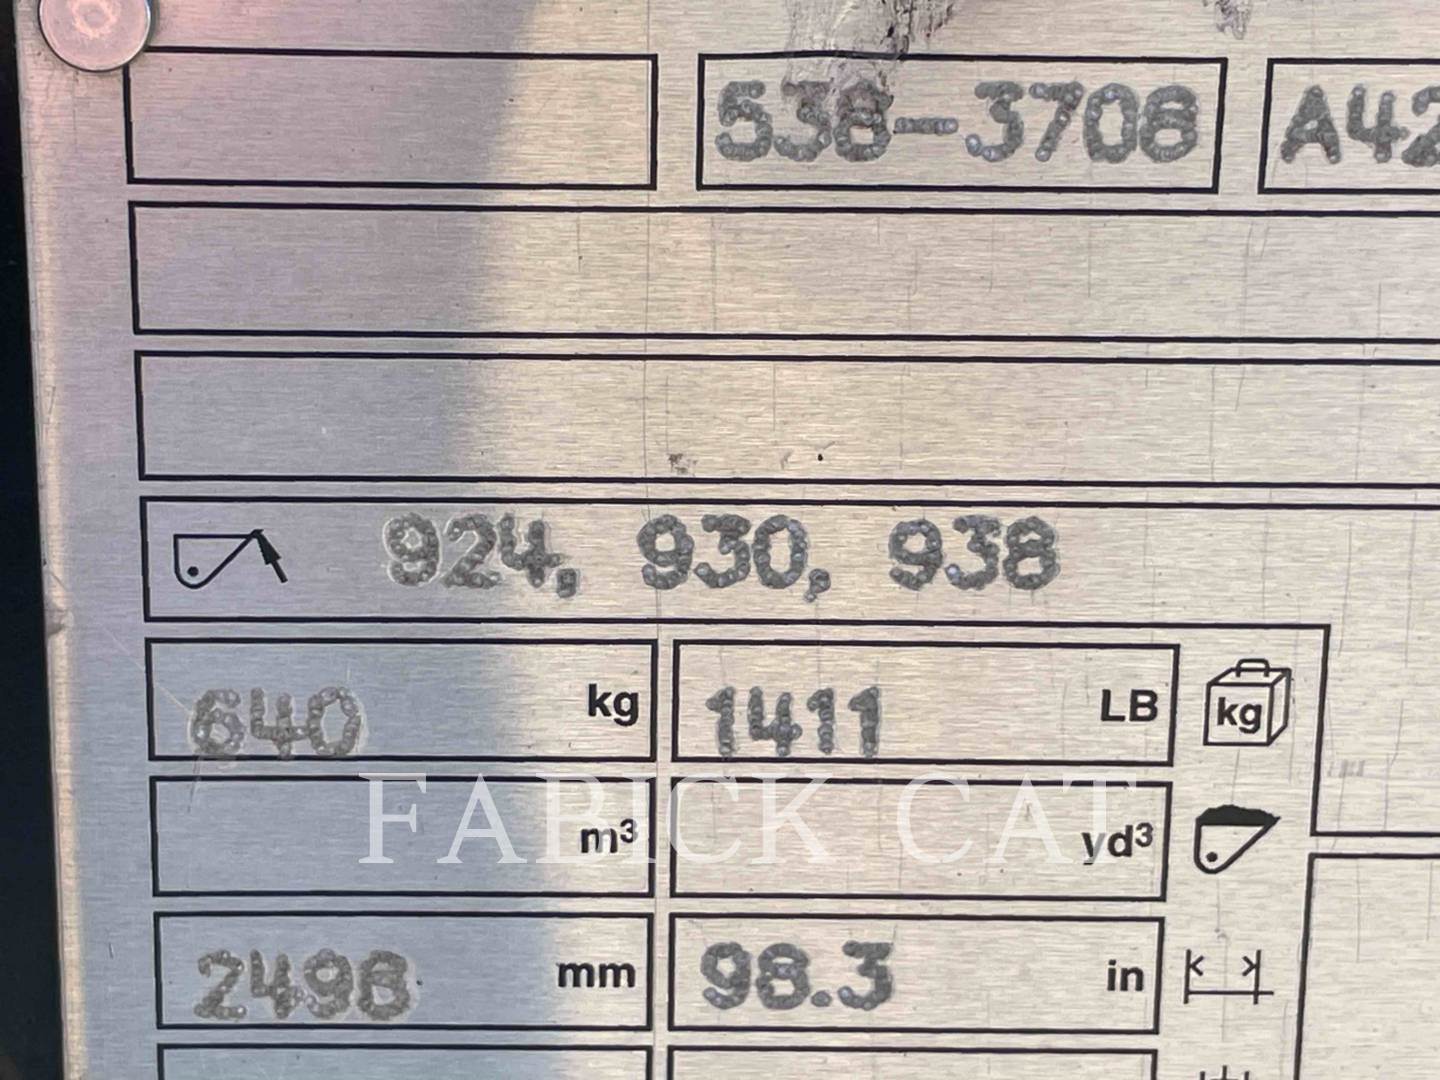 538-3708 A42
924, 930, 938
640 kg 1411 LB kg
FABICK CAT
m³ yd³
2498 mm 98.3 in